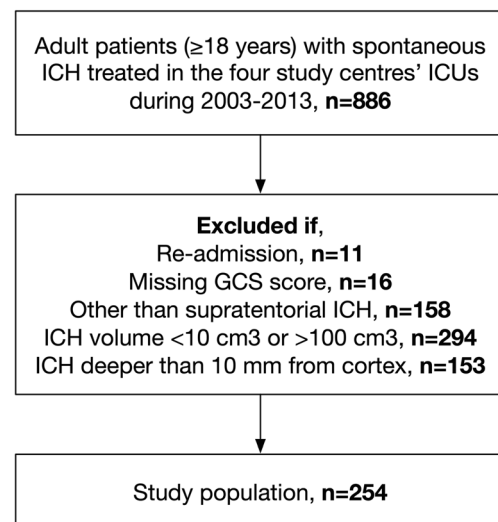 Adult patients (≥18 years) with spontaneous
ICH treated in the four study centres’ ICUs
during 2003-2013, n=886
Excluded if,
Re-admission, n=11
Missing GCS score, n=16
Other than supratentorial ICH, n=158
ICH volume <10 cm3 or >100 cm3, n=294
ICH deeper than 10 mm from cortex, n=153
Study population, n=254